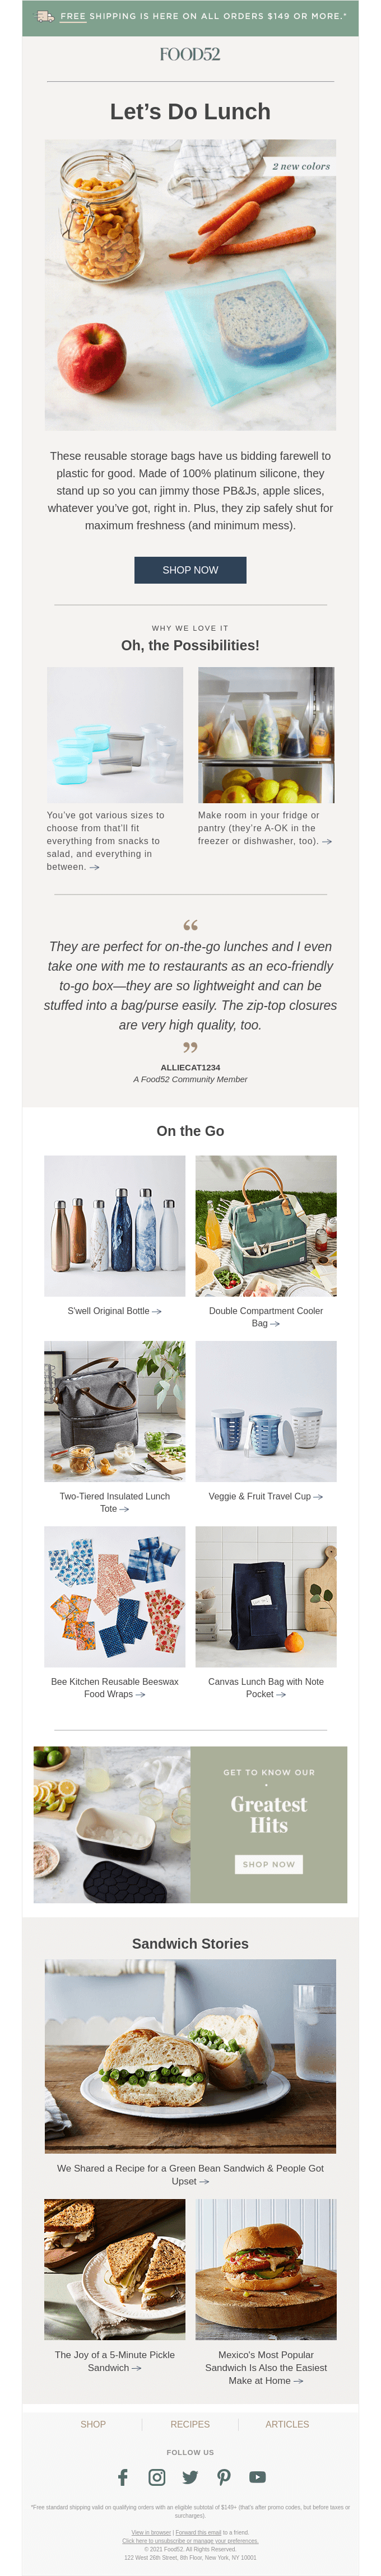 FREE SHIPPING IS HERE ON ALL ORDERS $149 OR MORE.*
FOOD52
Let's Do Lunch
2 new colors
These reusable storage bags have us bidding farewell to
plastic for good. Made of 100% platinum silicone, they
stand up so you can jimmy those PB&Js, apple slices,
whatever you've got, right in. Plus, they zip safely shut for
maximum freshness (and minimum mess).
SHOP NOW
WHY WE LOVE IT
Oh, the Possibilities!
You've got various sizes to
choose from that'll fit
everything from snacks to
salad, and everything in
between. →
Make room in your fridge or
pantry (they're A-OK in the
freezer or dishwasher, too). →
“
They are perfect for on-the-go lunches and I even
take one with me to restaurants as an eco-friendly
to-go box—they are so lightweight and can be
stuffed into a bag/purse easily. The zip-top closures
are very high quality, too.
”
ALLIECAT1234
A Food52 Community Member
On the Go
S'well Original Bottle →
Double Compartment Cooler
Bag →
Two-Tiered Insulated Lunch
Tote →
Veggie & Fruit Travel Cup →
Bee Kitchen Reusable Beeswax
Food Wraps →
Canvas Lunch Bag with Note
Pocket →
GET TO KNOW OUR
Greatest
Hits
SHOP NOW
Sandwich Stories
We Shared a Recipe for a Green Bean Sandwich & People Got
Upset →
The Joy of a 5-Minute Pickle
Sandwich →
Mexico's Most Popular
Sandwich Is Also the Easiest
Make at Home →
SHOP
RECIPES
ARTICLES
FOLLOW US
*Free standard shipping valid on qualifying orders with an eligible subtotal of $149+ (that's after promo codes, but before taxes or
surcharges).
View in browser | Forward this email to a friend.
Click here to unsubscribe or manage your preferences.
© 2021 Food52. All Rights Reserved.
122 West 26th Street, 8th Floor, New York, NY 10001